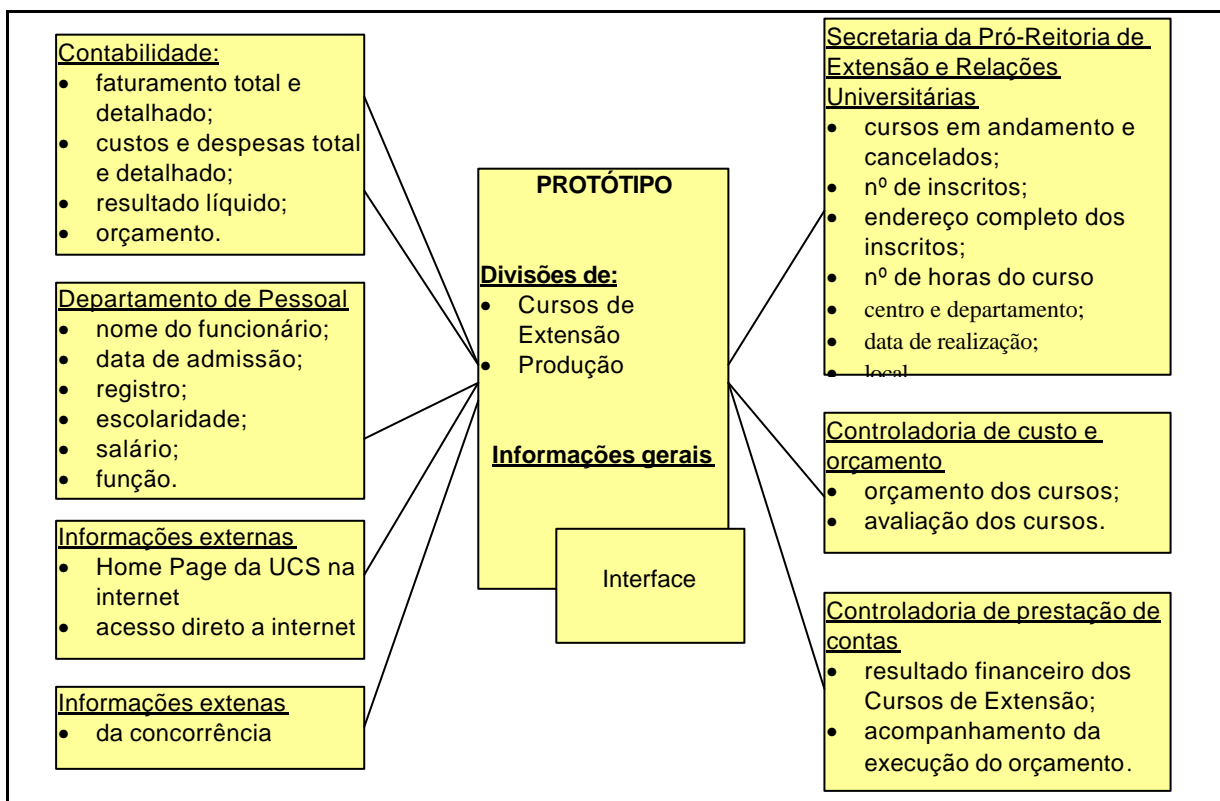 Contabilidade:
• faturamento total e
detalhado;
• custos e despesas total
e detalhado;
• resultado líquido;
• orçamento.
Departamento de Pessoal
• nome do funcionário;
• data de admissão;
• registro;
• escolaridade;
• salário;
• função.
Informações externas
• Home Page da UCS na
internet
• acesso direto a internet
Informações extenas
• da concorrência
PROTÓTIPO
Divisões de:
• Cursos de
Extensão
• Produção
Informações gerais
Interface
Secretaria da Pró-Reitoria de
Extensão e Relações
Universitárias
• cursos em andamento e
cancelados;
• nº de inscritos;
• endereço completo dos
inscritos;
• nº de horas do curso
• centro e departamento;
• data de realização;
• local
Controladoria de custo e
orçamento
• orçamento dos cursos;
• avaliação dos cursos.
Controladoria de prestação de
contas
• resultado financeiro dos
Cursos de Extensão;
• acompanhamento da
execução do orçamento.